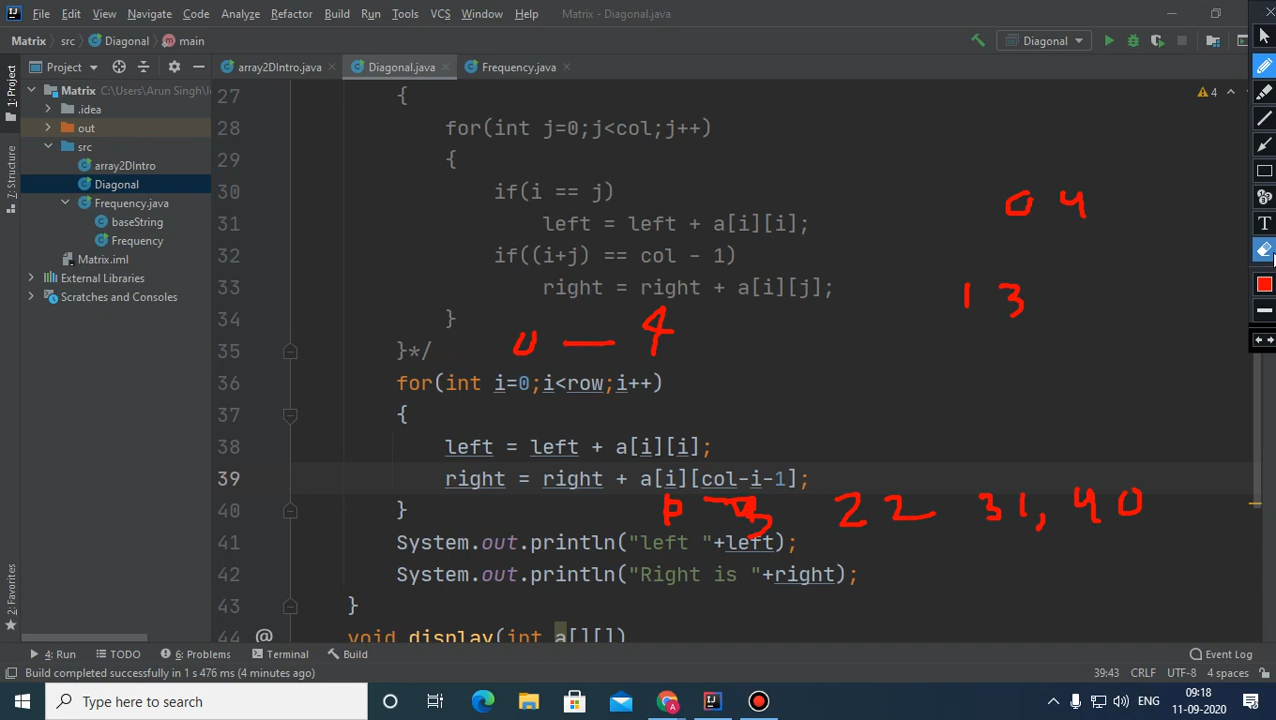 File Edit View Navigate Code Analyze Refactor Build Run Tools VCS Window Help Matrix - Diagonal.java
Matrix src Diagonal main Diagonal
Project array2DIntro.java Diagonal.java Frequency.java
1: Project
7: Structure
2: Favorites
Matrix C:\Users\Arun Singh\
.idea
out
src
array2DIntro
Diagonal
Frequency.java
baseString
Frequency
Matrix.iml
External Libraries
Scratches and Consoles
4
27 {
28 for(int j=0;j<col;j++)
29 {
30 if(i == j)
31 left = left + a[i][i];
32 if((i+j) == col - 1)
33 right = right + a[i][j];
34 }
35 }*/
36 for(int i=0;i<row;i++)
37 {
38 left = left + a[i][i];
39 right = right + a[i][col-i-1];
40 }
41 System.out.println("left "+left);
42 System.out.println("Right is "+right);
43 }
44 @ void display(int a[][])
0 4
1 3
0 — 4
22 31, 40
T
4: Run TODO 6: Problems Terminal Build Event Log
Build completed successfully in 1 s 476 ms (4 minutes ago) 39:43 CRLF UTF-8 4 spaces
Type here to search ENG 09:18
11-09-2020